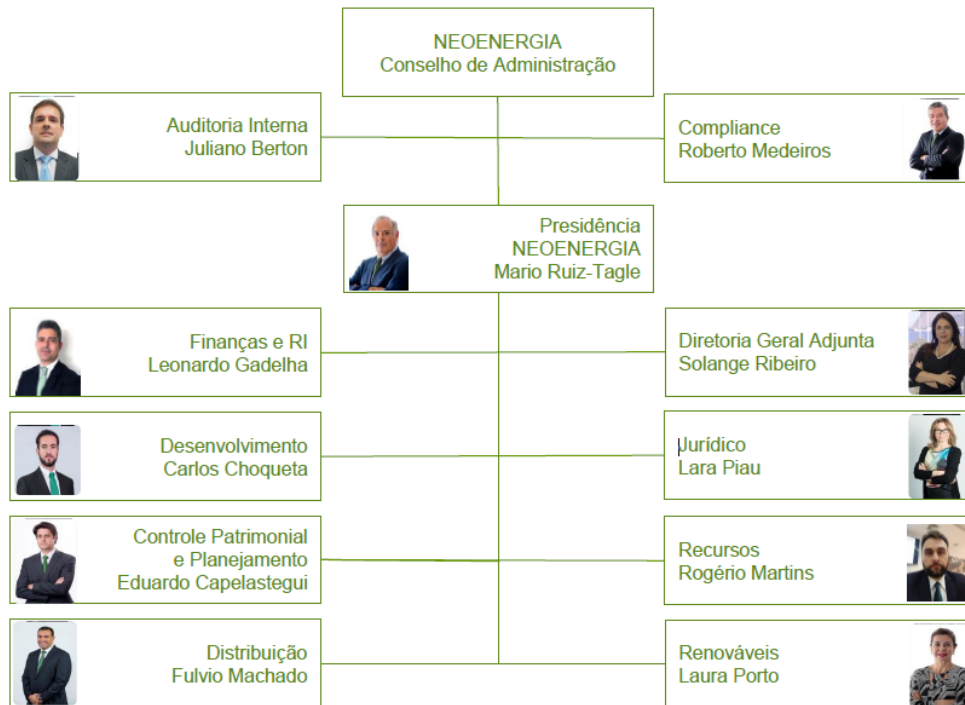 NEOENERGIA
Conselho de Administração
Auditoria Interna
Juliano Berton
Compliance
Roberto Medeiros
Presidência
NEOENERGIA
Mario Ruiz-Tagle
Finanças e RI
Leonardo Gadelha
Diretoria Geral Adjunta
Solange Ribeiro
Desenvolvimento
Carlos Choqueta
Jurídico
Lara Piau
Controle Patrimonial
e Planejamento
Eduardo Capelastegui
Recursos
Rogério Martins
Distribuição
Fulvio Machado
Renováveis
Laura Porto